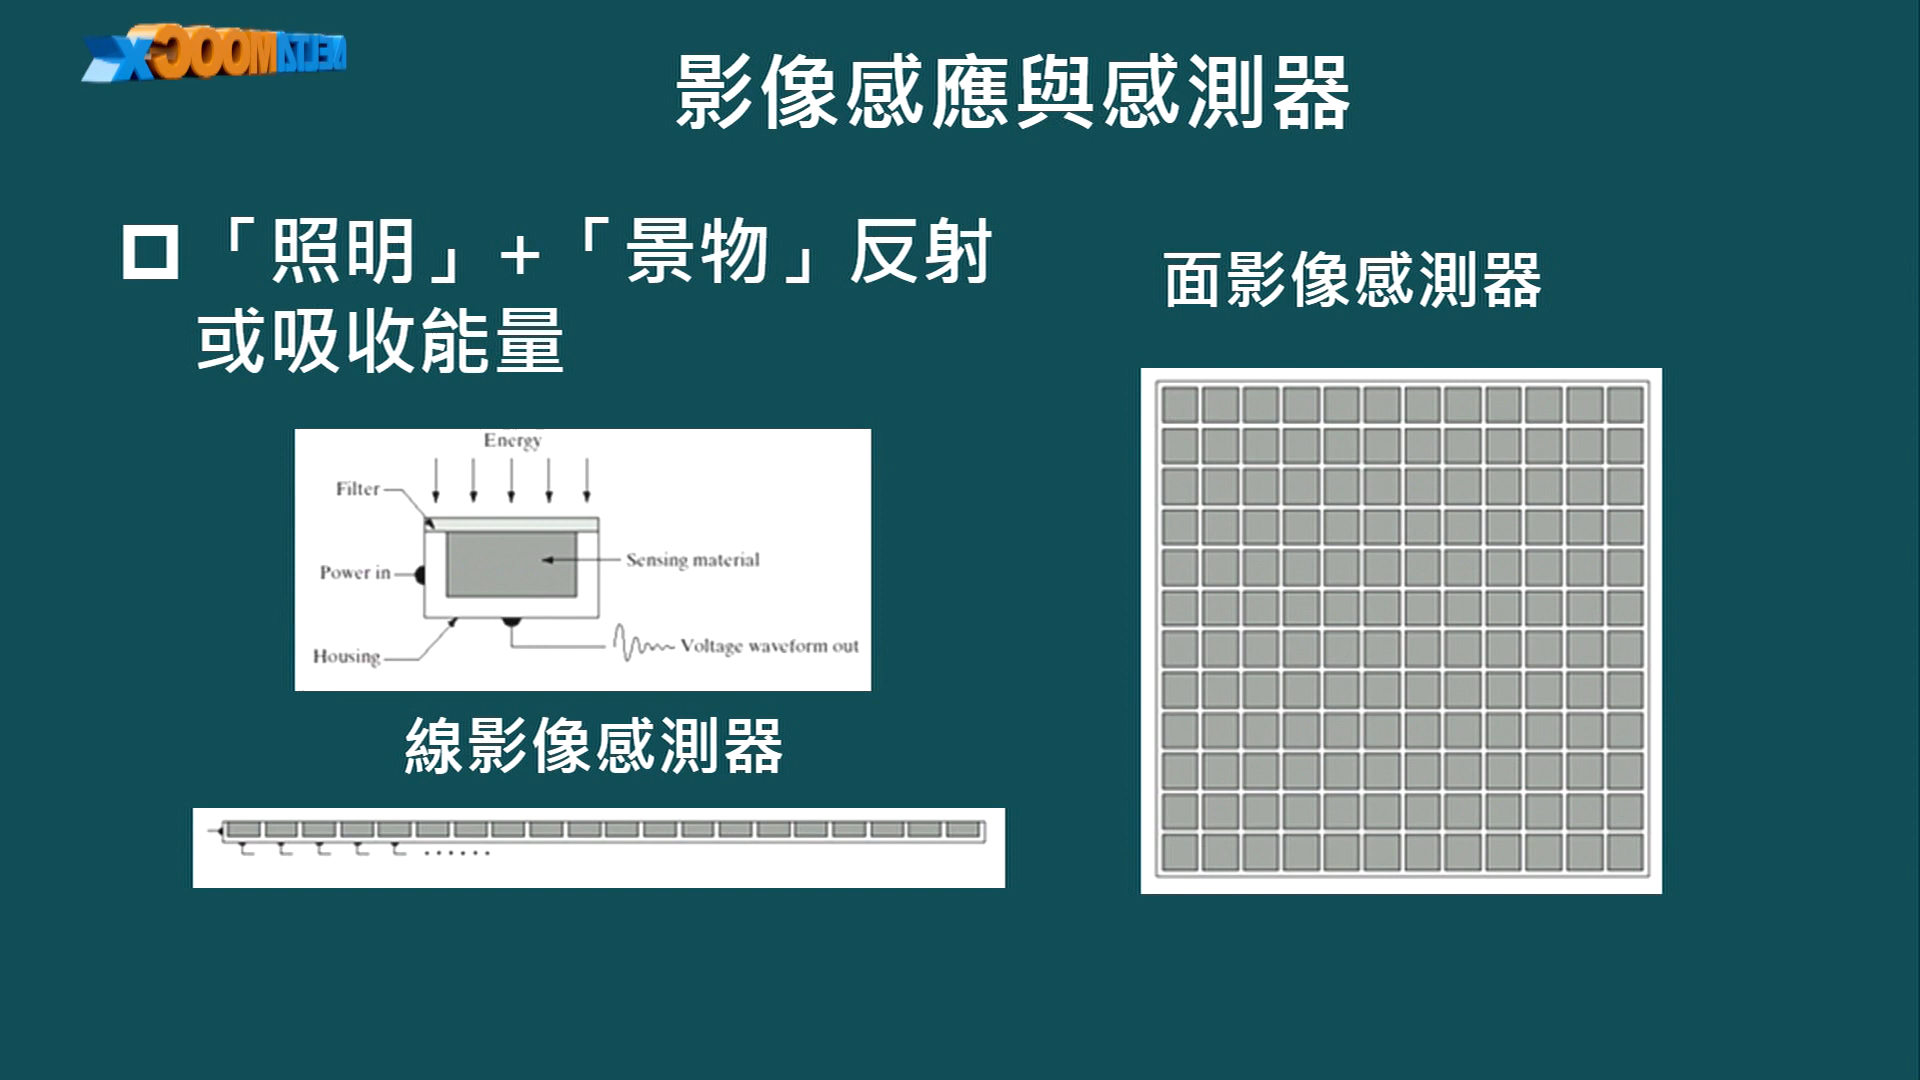 DELTAMOOCx
影像感應與感測器
「照明」+「景物」反射
或吸收能量
Energy
Filter
Power in
Sensing material
Housing
Voltage waveform out
線影像感測器
面影像感測器